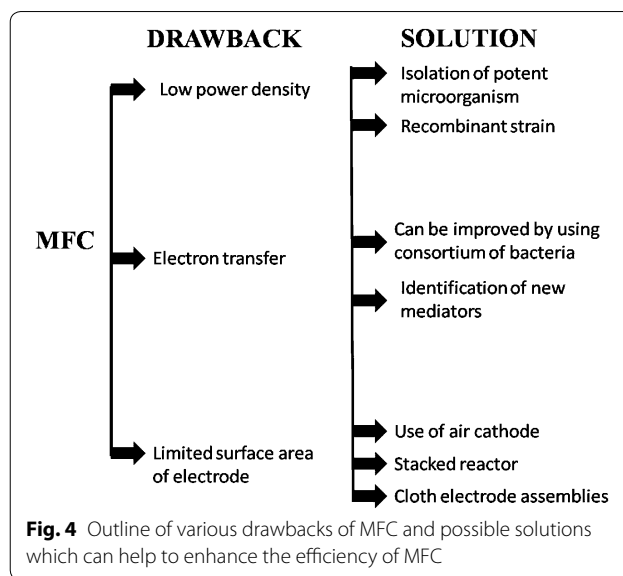 DRAWBACK
SOLUTION
MFC
Low power density
Electron transfer
Limited surface area
of electrode
Isolation of potent
microorganism
Recombinant strain
Can be improved by using
consortium of bacteria
Identification of new
mediators
Use of air cathode
Stacked reactor
Cloth electrode assemblies
Fig. 4 Outline of various drawbacks of MFC and possible solutions
which can help to enhance the efficiency of MFC